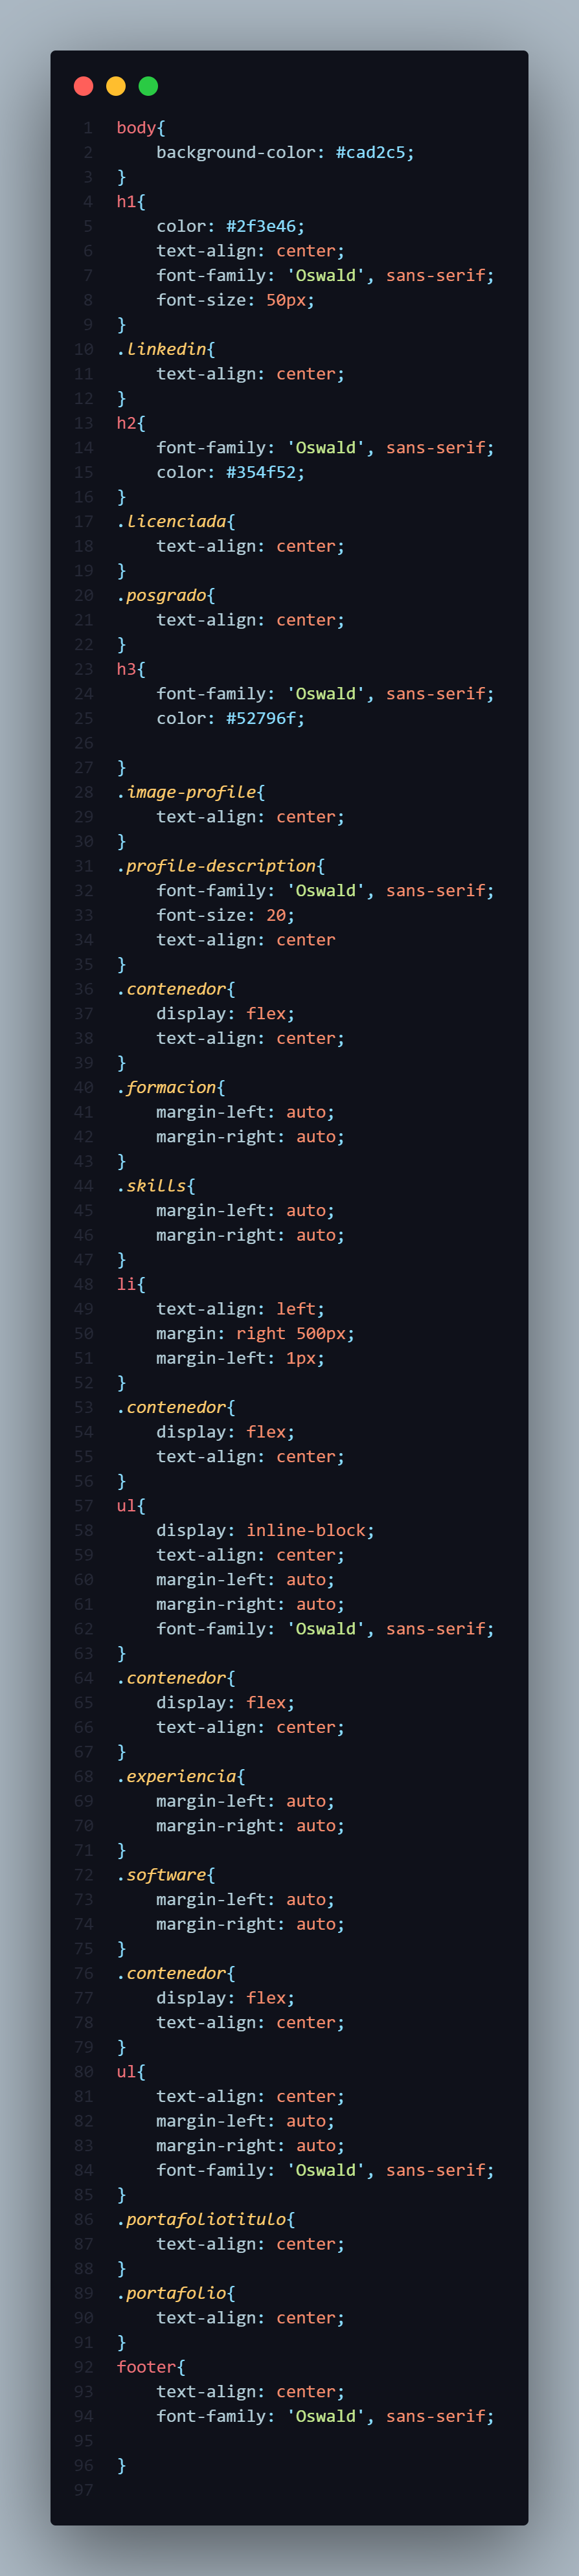 1 body{
2     background-color: #cad2c5;
3 }
4 h1{
5     color: #2f3e46;
6     text-align: center;
7     font-family: 'Oswald', sans-serif;
8     font-size: 50px;
9 }
10 .linkedin{
11     text-align: center;
12 }
13 h2{
14     font-family: 'Oswald', sans-serif;
15     color: #354f52;
16 }
17 .licenciada{
18     text-align: center;
19 }
20 .posgrado{
21     text-align: center;
22 }
23 h3{
24     font-family: 'Oswald', sans-serif;
25     color: #52796f;
26
27 }
28 .image-profile{
29     text-align: center;
30 }
31 .profile-description{
32     font-family: 'Oswald', sans-serif;
33     font-size: 20;
34     text-align: center
35 }
36 .contenedor{
37     display: flex;
38     text-align: center;
39 }
40 .formacion{
41     margin-left: auto;
42     margin-right: auto;
43 }
44 .skills{
45     margin-left: auto;
46     margin-right: auto;
47 }
48 li{
49     text-align: left;
50     margin: right 500px;
51     margin-left: 1px;
52 }
53 .contenedor{
54     display: flex;
55     text-align: center;
56 }
57 ul{
58     display: inline-block;
59     text-align: center;
60     margin-left: auto;
61     margin-right: auto;
62     font-family: 'Oswald', sans-serif;
63 }
64 .contenedor{
65     display: flex;
66     text-align: center;
67 }
68 .experiencia{
69     margin-left: auto;
70     margin-right: auto;
71 }
72 .software{
73     margin-left: auto;
74     margin-right: auto;
75 }
76 .contenedor{
77     display: flex;
78     text-align: center;
79 }
80 ul{
81     text-align: center;
82     margin-left: auto;
83     margin-right: auto;
84     font-family: 'Oswald', sans-serif;
85 }
86 .portafoliotitulo{
87     text-align: center;
88 }
89 .portafolio{
90     text-align: center;
91 }
92 footer{
93     text-align: center;
94     font-family: 'Oswald', sans-serif;
95
96 }
97